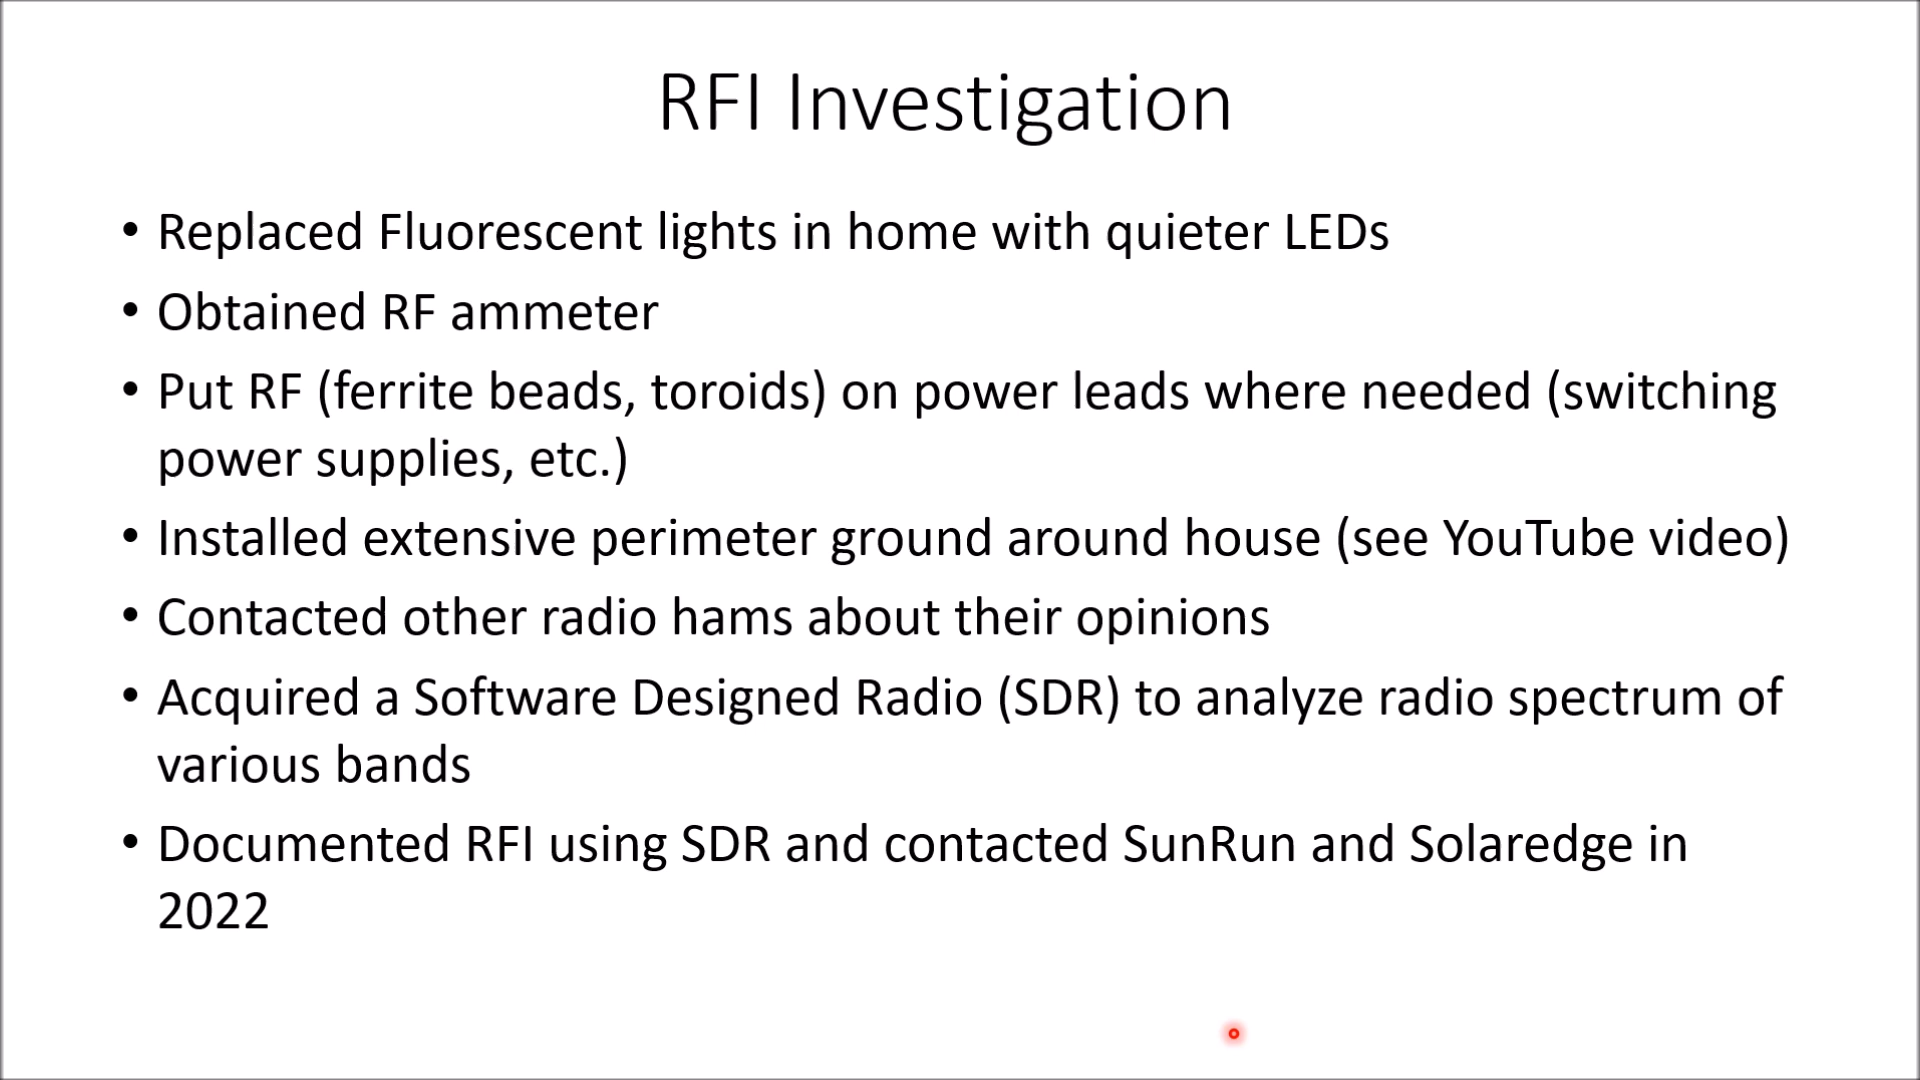 RFI Investigation
• Replaced Fluorescent lights in home with quieter LEDs
• Obtained RF ammeter
• Put RF (ferrite beads, toroids) on power leads where needed (switching
power supplies, etc.)
• Installed extensive perimeter ground around house (see YouTube video)
• Contacted other radio hams about their opinions
• Acquired a Software Designed Radio (SDR) to analyze radio spectrum of
various bands
• Documented RFI using SDR and contacted SunRun and Solaredge in
2022